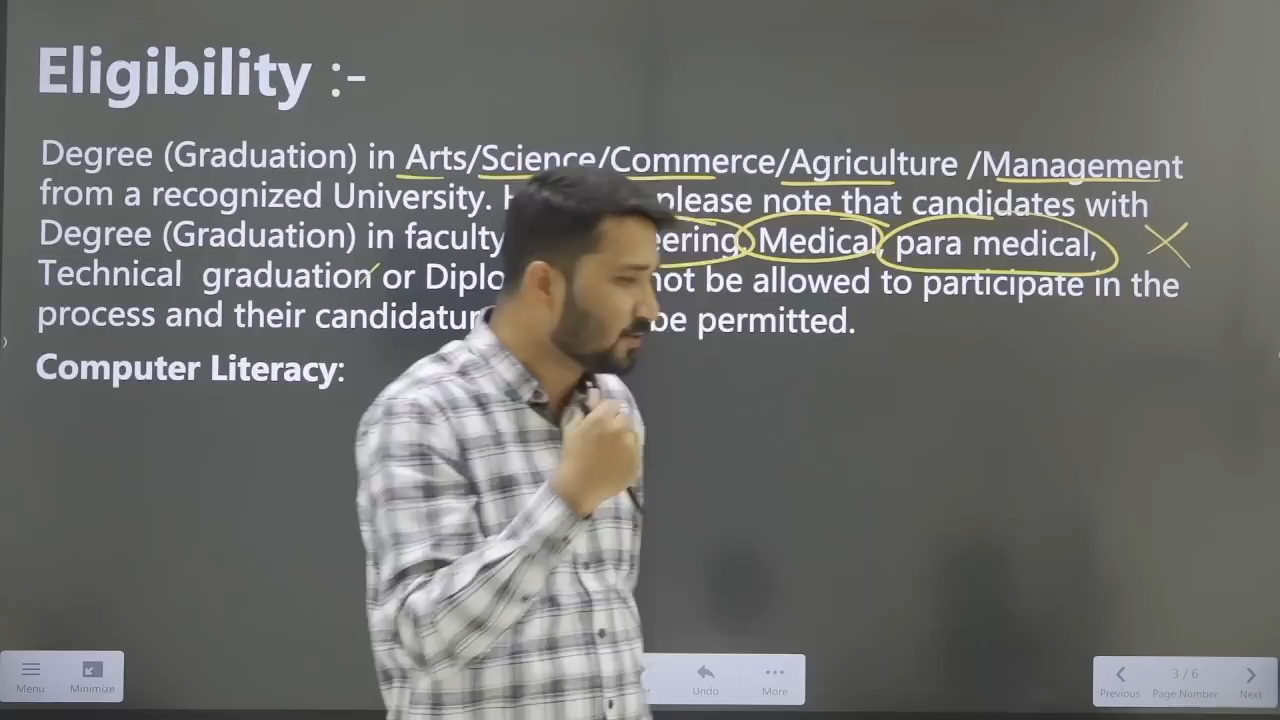 Eligibility :-
Degree (Graduation) in Arts/Science/Commerce/Agriculture /Management
from a recognized University. please note that candidates with
Degree (Graduation) in faculty Medical para medical,
Technical graduation or not be allowed to participate in the
process and their be permitted.
Computer Literacy:
Menu Minimize Undo More Previous 3 / 6 Page Number Next